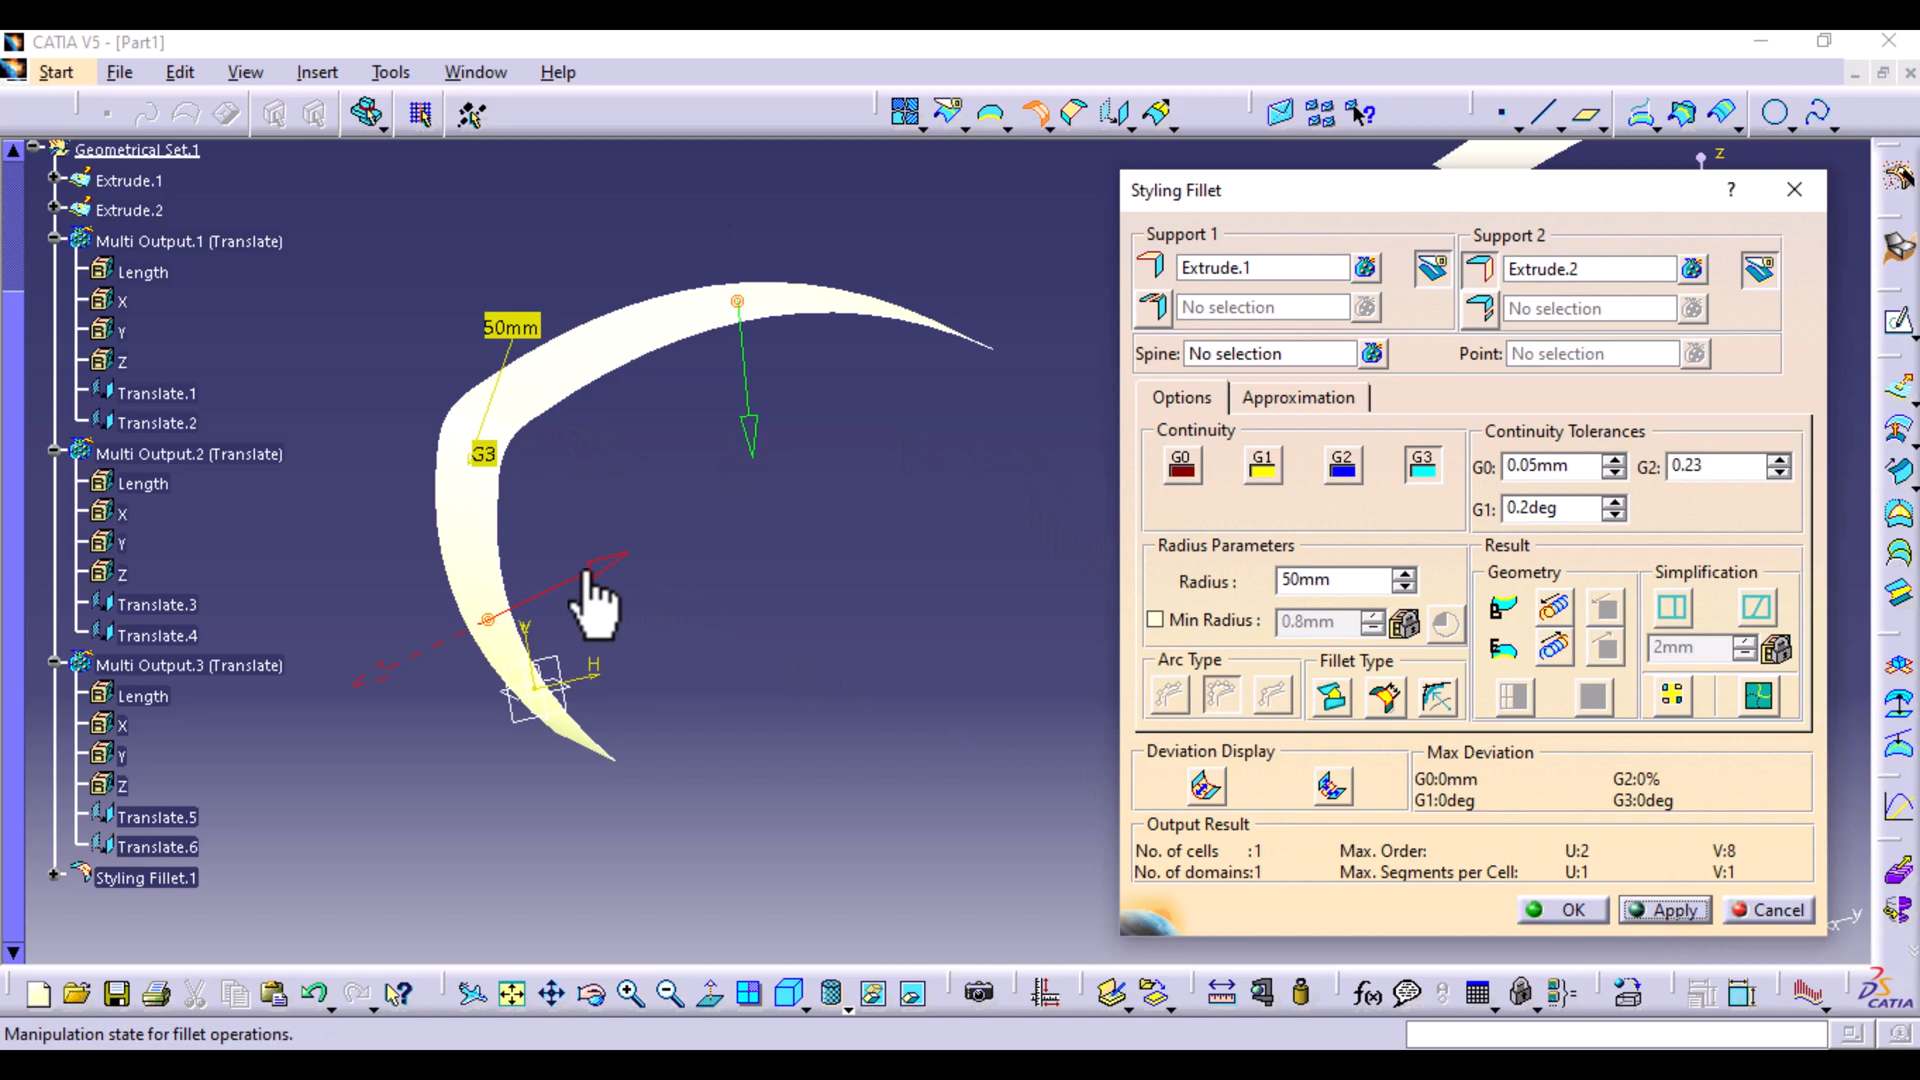 CATIA V5 - [Part1]
Start File Edit View Insert Tools Window Help
Geometrical Set.1
Extrude.1
Extrude.2
Multi Output.1 (Translate)
Length
X
Y
Z
Translate.1
Translate.2
Multi Output.2 (Translate)
Length
X
Y
Z
Translate.3
Translate.4
Multi Output.3 (Translate)
Length
X
Y
Z
Translate.5
Translate.6
Styling Fillet.1
50mm
G3
V
H
z
y
Styling Fillet ?
Support 1
Extrude.1
No selection
Support 2
Extrude.2
No selection
Spine: No selection
Point: No selection
Options Approximation
Continuity
G0 G1 G2 G3
Continuity Tolerances
G0: 0.05mm G2: 0.23
G1: 0.2deg
Radius Parameters
Radius : 50mm
Min Radius : 0.8mm
Arc Type
Fillet Type
Result
Geometry
B
E
Simplification
2mm
Deviation Display
Max Deviation
G0:0mm G2:0%
G1:0deg G3:0deg
Output Result
No. of cells :1 Max. Order: U:2 V:8
No. of domains:1 Max. Segments per Cell: U:1 V:1
OK Apply Cancel
f(x)
CATIA
Manipulation state for fillet operations.